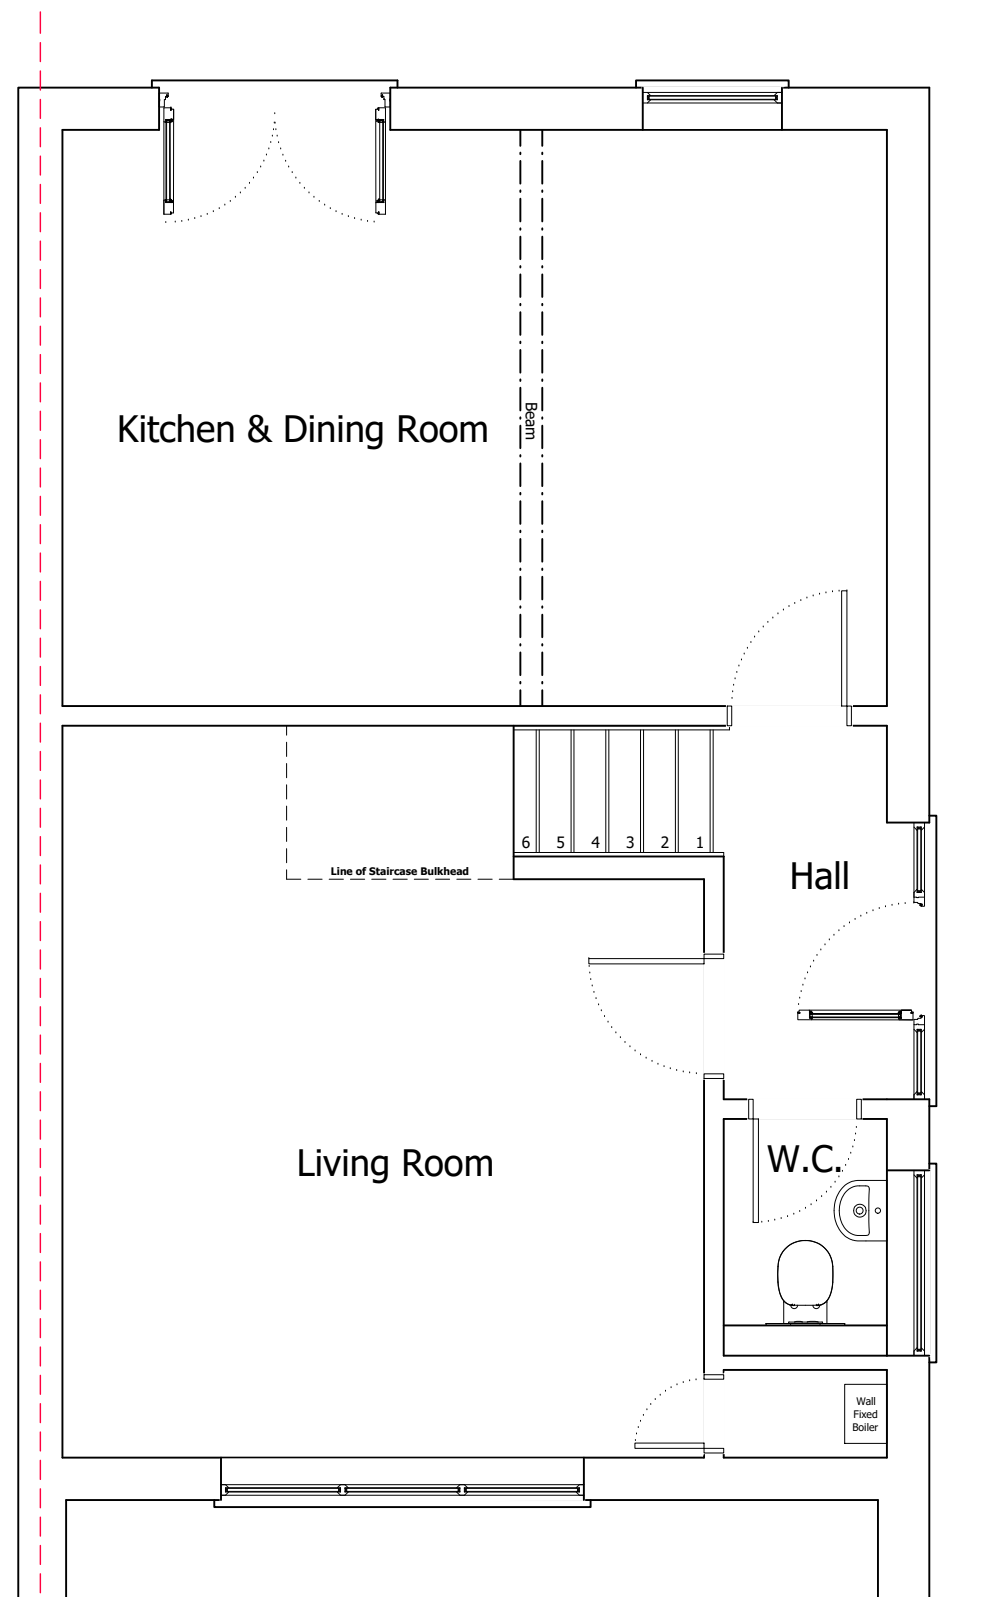 Kitchen & Dining Room
Beam
6 5 4 3 2 1
Line of Staircase Bulkhead
Hall
Living Room
W.C.
Wall
Fixed
Boiler